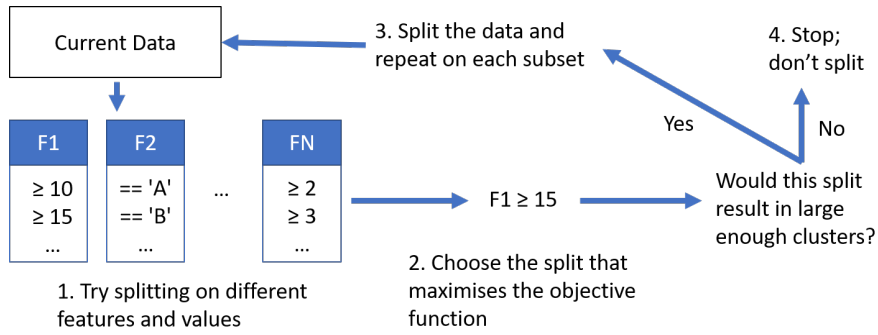 Current Data
3. Split the data and
repeat on each subset
4. Stop;
don't split
Yes
No
F1
≥ 10
≥ 15
...
F2
== 'A'
== 'B'
...
...
FN
≥ 2
≥ 3
...
F1 ≥ 15
Would this split
result in large
enough clusters?
1. Try splitting on different
features and values
2. Choose the split that
maximises the objective
function